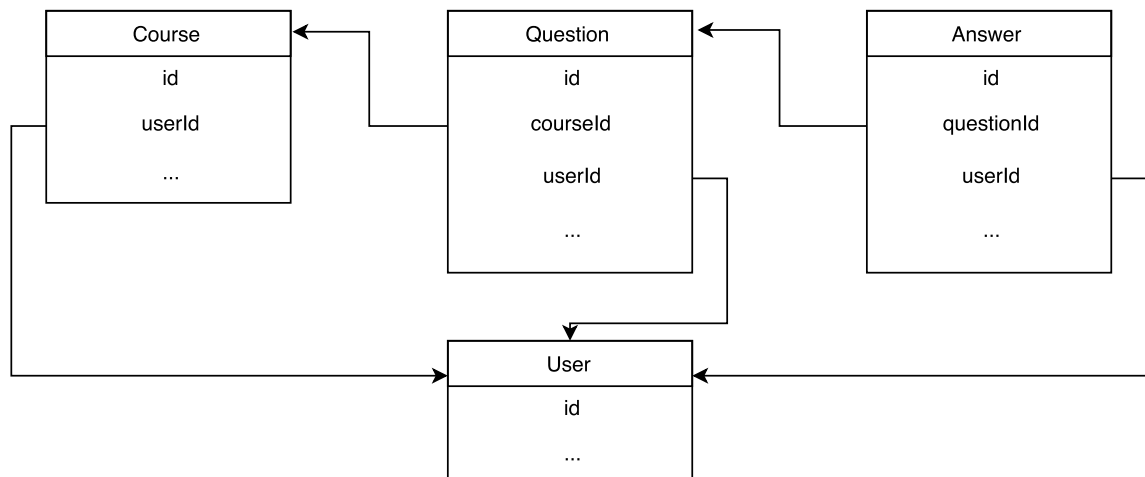 Course
id
userId
...
Question
id
courseId
userId
...
Answer
id
questionId
userId
...
User
id
...